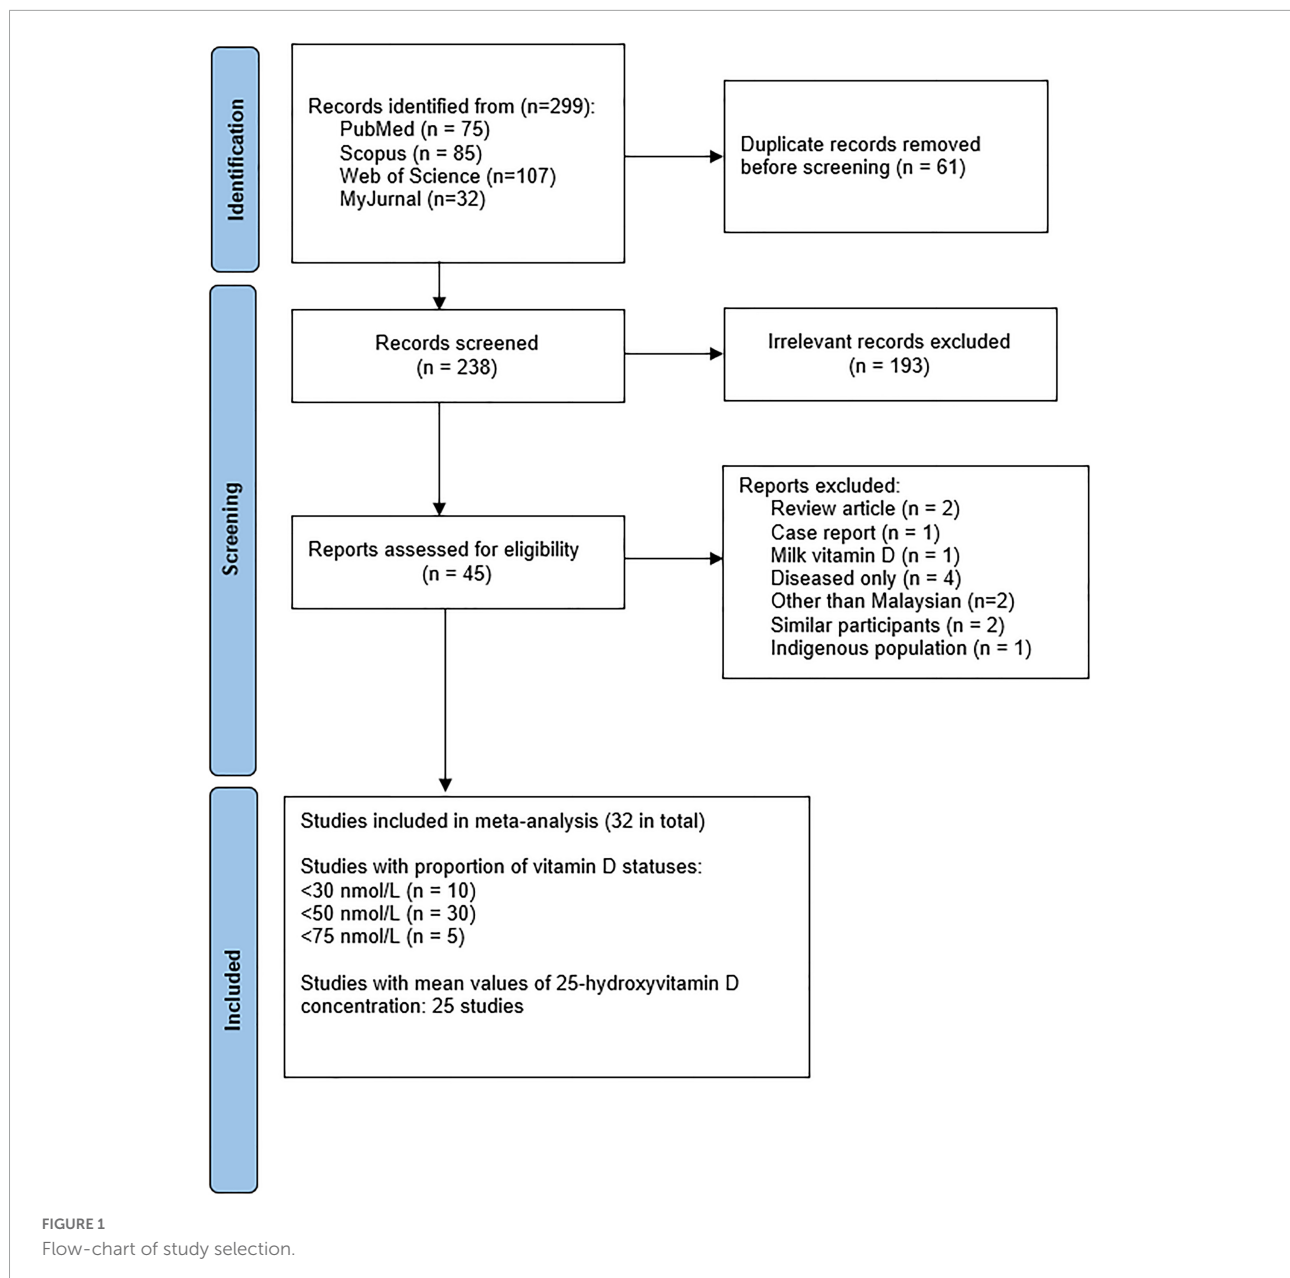 Identification
Records identified from (n=299):
PubMed (n = 75)
Scopus (n = 85)
Web of Science (n=107)
MyJurnal (n=32)
Duplicate records removed
before screening (n = 61)
Screening
Records screened
(n = 238)
Irrelevant records excluded
(n = 193)
Reports assessed for eligibility
(n = 45)
Reports excluded:
Review article (n = 2)
Case report (n = 1)
Milk vitamin D (n = 1)
Diseased only (n = 4)
Other than Malaysian (n=2)
Similar participants (n = 2)
Indigenous population (n = 1)
Included
Studies included in meta-analysis (32 in total)
Studies with proportion of vitamin D statuses:
<30 nmol/L (n = 10)
<50 nmol/L (n = 30)
<75 nmol/L (n = 5)
Studies with mean values of 25-hydroxyvitamin D
concentration: 25 studies
FIGURE 1
Flow-chart of study selection.